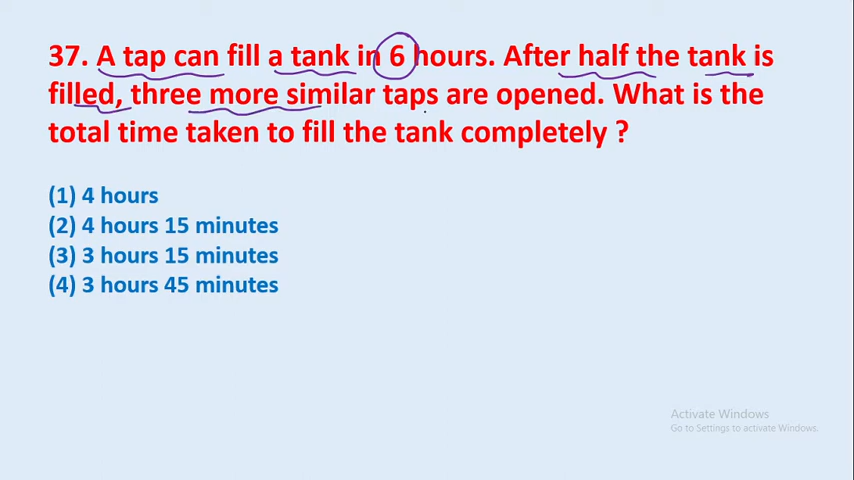 37. A tap can fill a tank in 6 hours. After half the tank is
filled, three more similar taps are opened. What is the
total time taken to fill the tank completely ?
(1) 4 hours
(2) 4 hours 15 minutes
(3) 3 hours 15 minutes
(4) 3 hours 45 minutes
Activate Windows
Go to Settings to activate Windows.